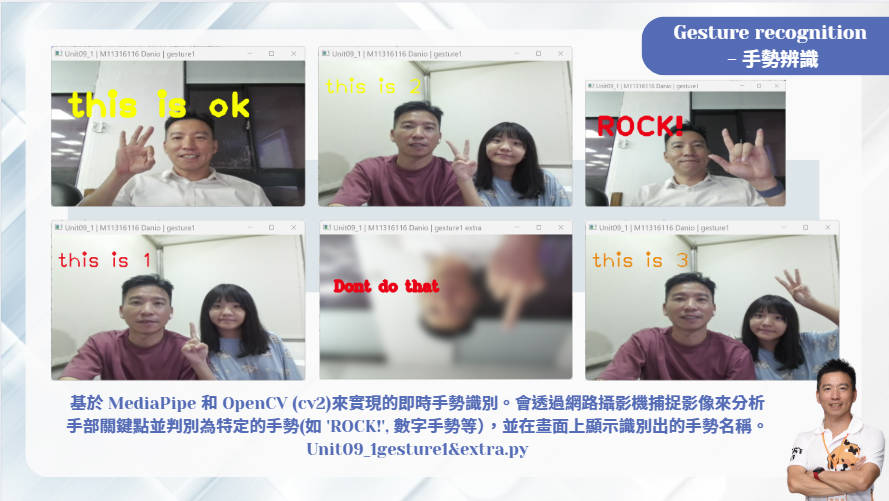 Gesture recognition
- 手勢辨識
Unit09_1 | M11316116 Danio | gesture1
this is ok
Unit09_1 | M11316116 Danio | gesture1
this is 2
Unit09_1 | M11316116 Danio | gesture1
ROCK!
Unit09_1 | M11316116 Danio | gesture1
this is 1
Unit09_1 | M11316116 Danio | gesture1 extra
Dont do that
Unit09_1 | M11316116 Danio | gesture1
this is 3
基於 MediaPipe 和 OpenCV (cv2)來實現的即時手勢識別。會透過網路攝影機捕捉影像來分析
手部關鍵點並判別為特定的手勢(如 'ROCK!', 數字手勢等)，並在畫面上顯示識別出的手勢名稱。
Unit09_1gesture1&extra.py